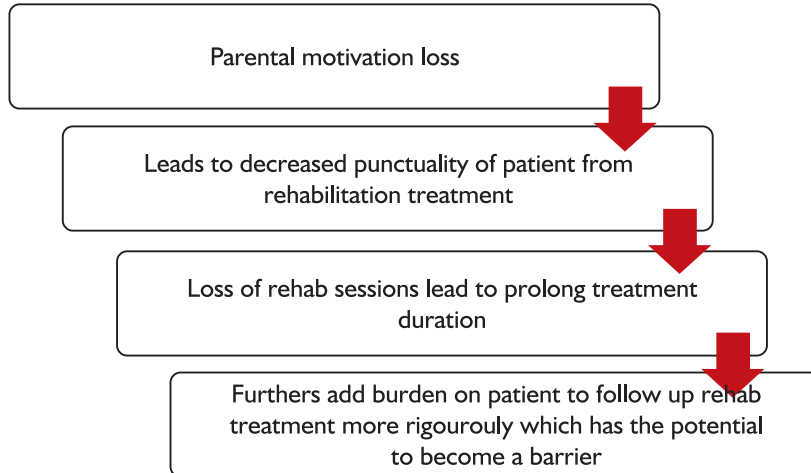 Parental motivation loss
Leads to decreased punctuality of patient from
rehabilitation treatment
Loss of rehab sessions lead to prolong treatment
duration
Furthers add burden on patient to follow up rehab
treatment more rigourouly which has the potential
to become a barrier